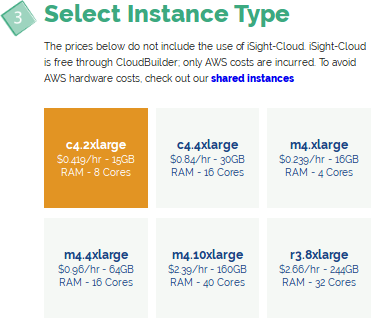 3
Select Instance Type
The prices below do not include the use of iSight-Cloud. iSight-Cloud
is free through CloudBuilder; only AWS costs are incurred. To avoid
AWS hardware costs, check out our shared instances
c4.2xlarge
$0.419/hr - 15GB
RAM - 8 Cores
c4.4xlarge
$0.84/hr - 30GB
RAM - 16 Cores
m4.xlarge
$0.239/hr - 16GB
RAM - 4 Cores
m4.4xlarge
$0.96/hr - 64GB
RAM - 16 Cores
m4.10xlarge
$2.39/hr - 160GB
RAM - 40 Cores
r3.8xlarge
$2.66/hr - 244GB
RAM - 32 Cores